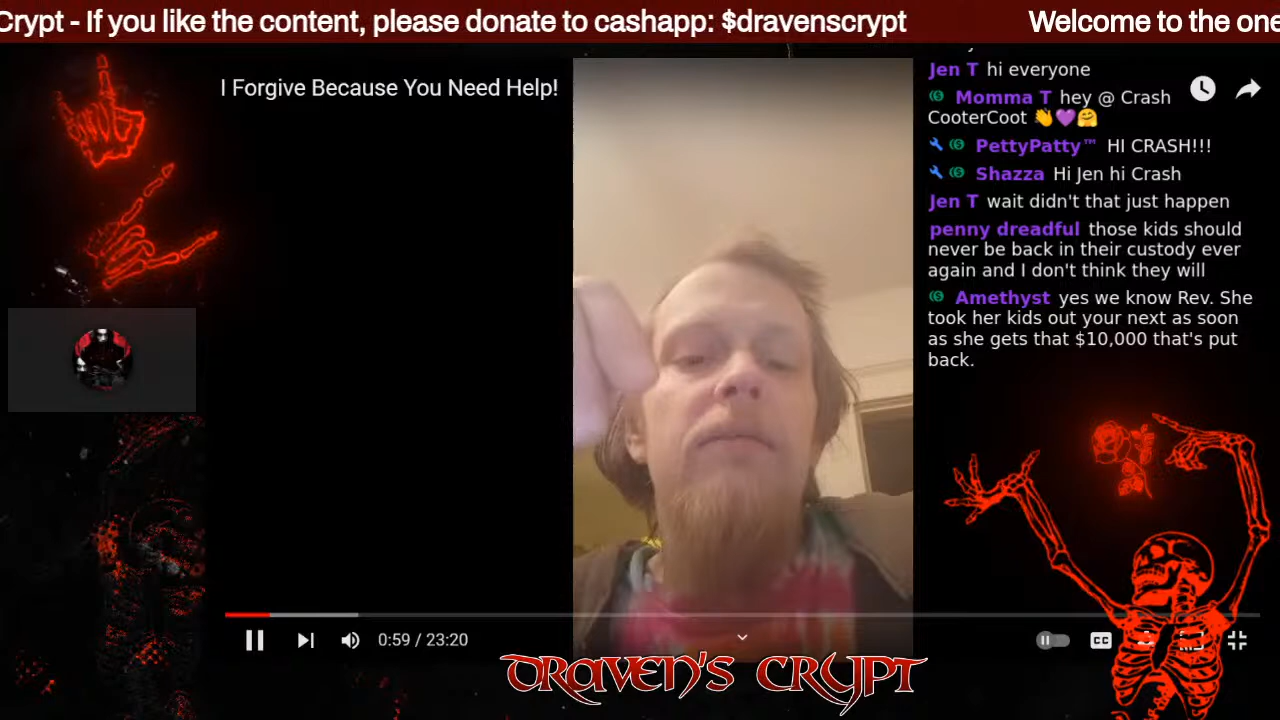 Crypt - If you like the content, please donate to cashapp: $dravenscrypt Welcome to the one
I Forgive Because You Need Help!
Jen T hi everyone
Momma T hey @ Crash
CooterCoot 👋💜🤗
PettyPatty™ HI CRASH!!!
Shazza Hi Jen hi Crash
Jen T wait didn't that just happen
penny dreadful those kids should
never be back in their custody ever
again and I don't think they will
Amethyst yes we know Rev. She
took her kids out your next as soon
as she gets that $10,000 that's put
back.
0:59 / 23:20
CC
DRAVEN'S CRYPT